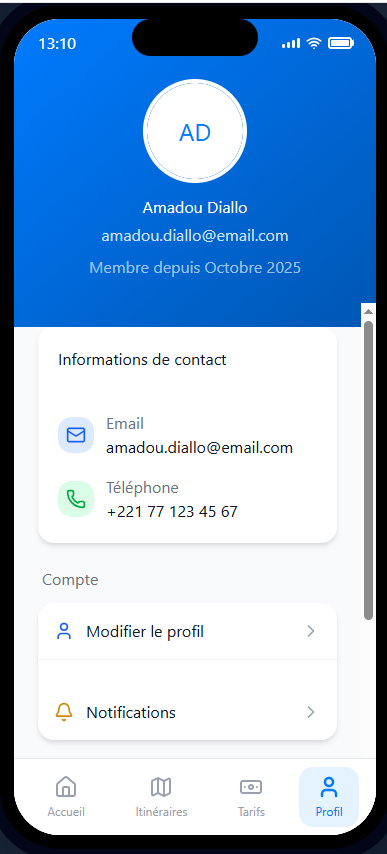 13:10
AD
Amadou Diallo
amadou.diallo@email.com
Membre depuis Octobre 2025
Informations de contact
Email
amadou.diallo@email.com
Téléphone
+221 77 123 45 67
Compte
Modifier le profil
Notifications
Accueil
Itinéraires
Tarifs
Profil